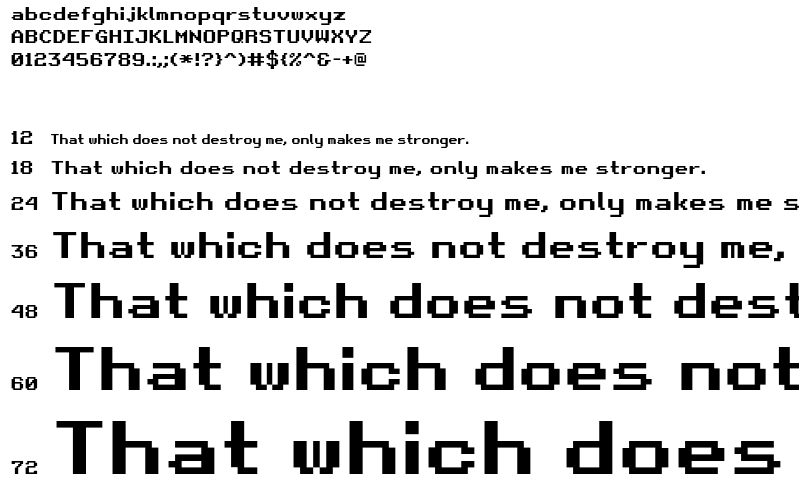 abcdefghijklmnopqrstuvwxyz
ABCDEFGHIJKLMNOPQRSTUVWXYZ
0123456789.:,;(*!?}^)#${%^&-+@
12 That which does not destroy me, only makes me stronger.
18 That which does not destroy me, only makes me stronger.
24 That which does not destroy me, only makes me s
36 That which does not destroy me,
48 That which does not dest
60 That which does not
72 That which does